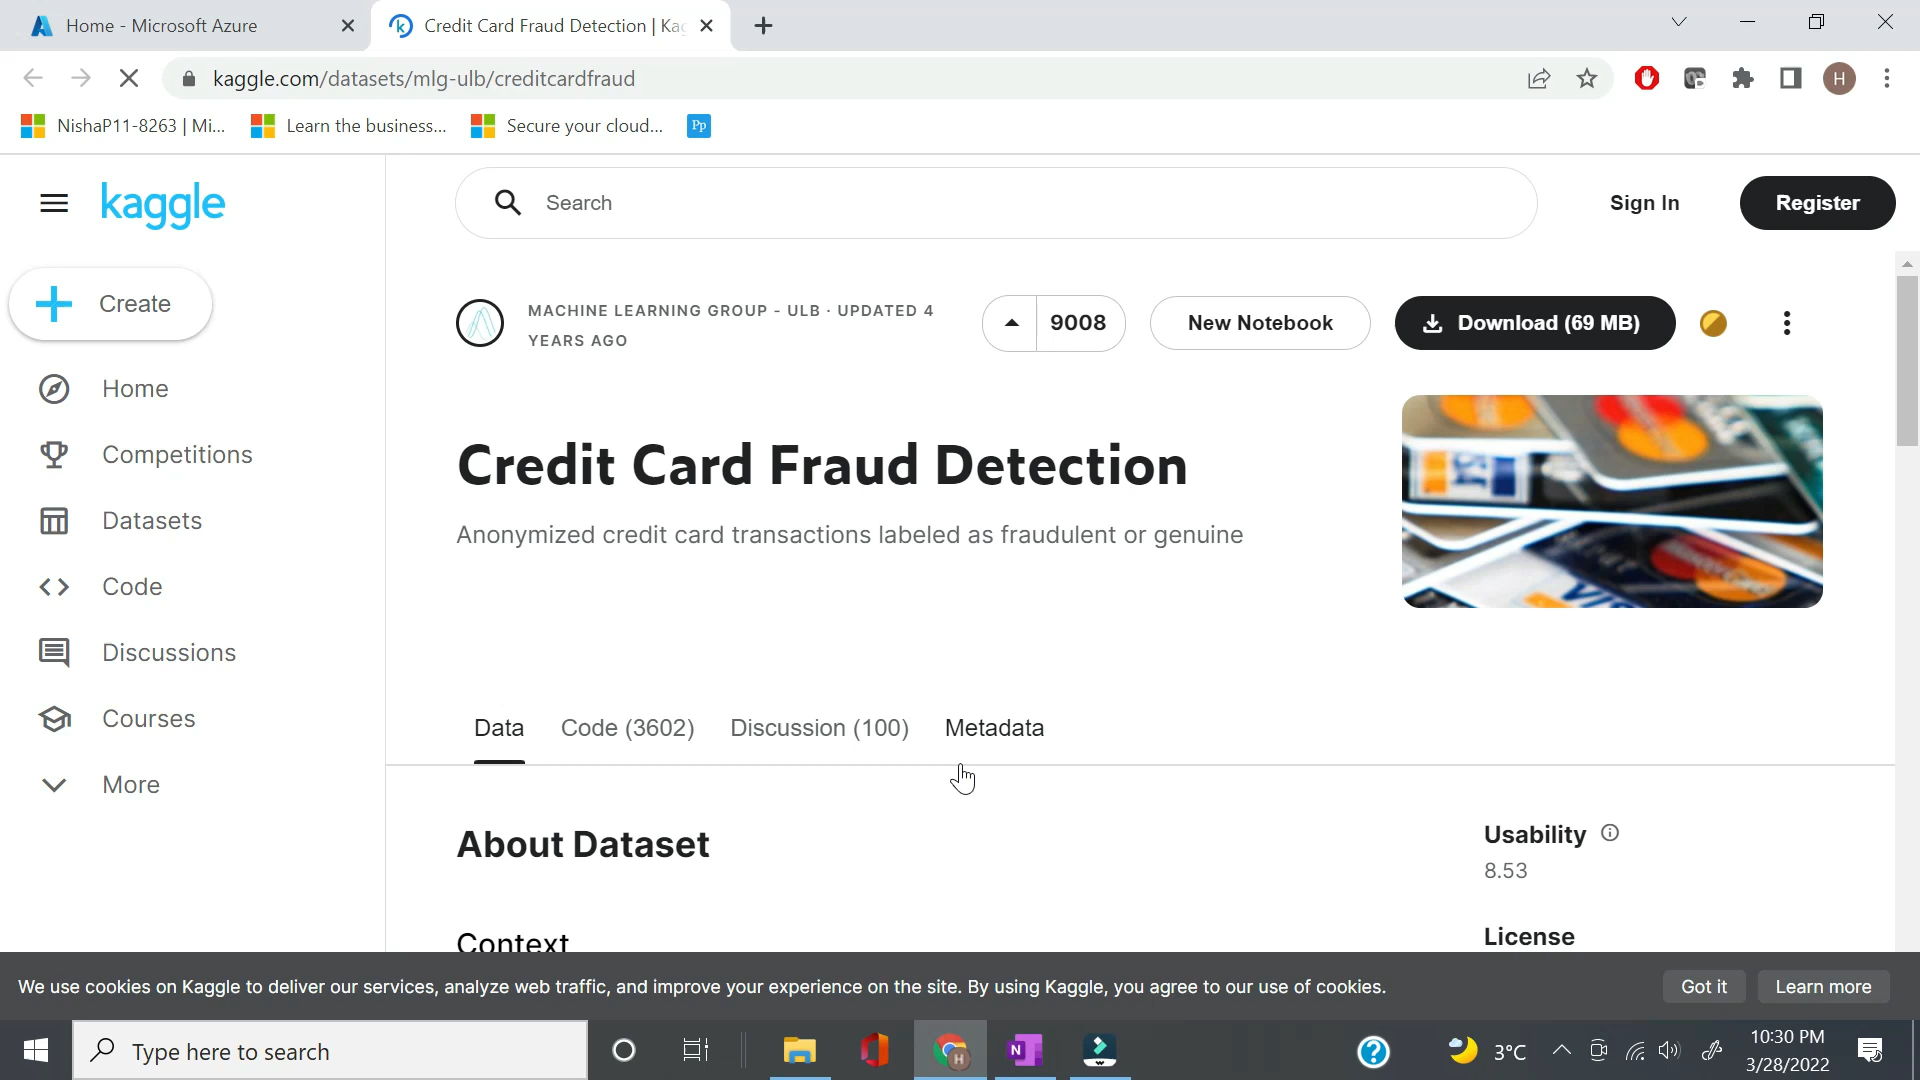 Home - Microsoft Azure
Credit Card Fraud Detection | Kag
kaggle.com/datasets/mlg-ulb/creditcardfraud
H
NishaP11-8263 | Mi...
Learn the business...
Secure your cloud...
Pp
kaggle
Search
Sign In
Register
Create
MACHINE LEARNING GROUP - ULB · UPDATED 4
YEARS AGO
9008
New Notebook
Download (69 MB)
Home
Competitions
Datasets
Code
Discussions
Courses
More
Credit Card Fraud Detection
Anonymized credit card transactions labeled as fraudulent or genuine
Data
Code (3602)
Discussion (100)
Metadata
About Dataset
Usability
8.53
Context
License
We use cookies on Kaggle to deliver our services, analyze web traffic, and improve your experience on the site. By using Kaggle, you agree to our use of cookies.
Got it
Learn more
Type here to search
3°C
10:30 PM
3/28/2022